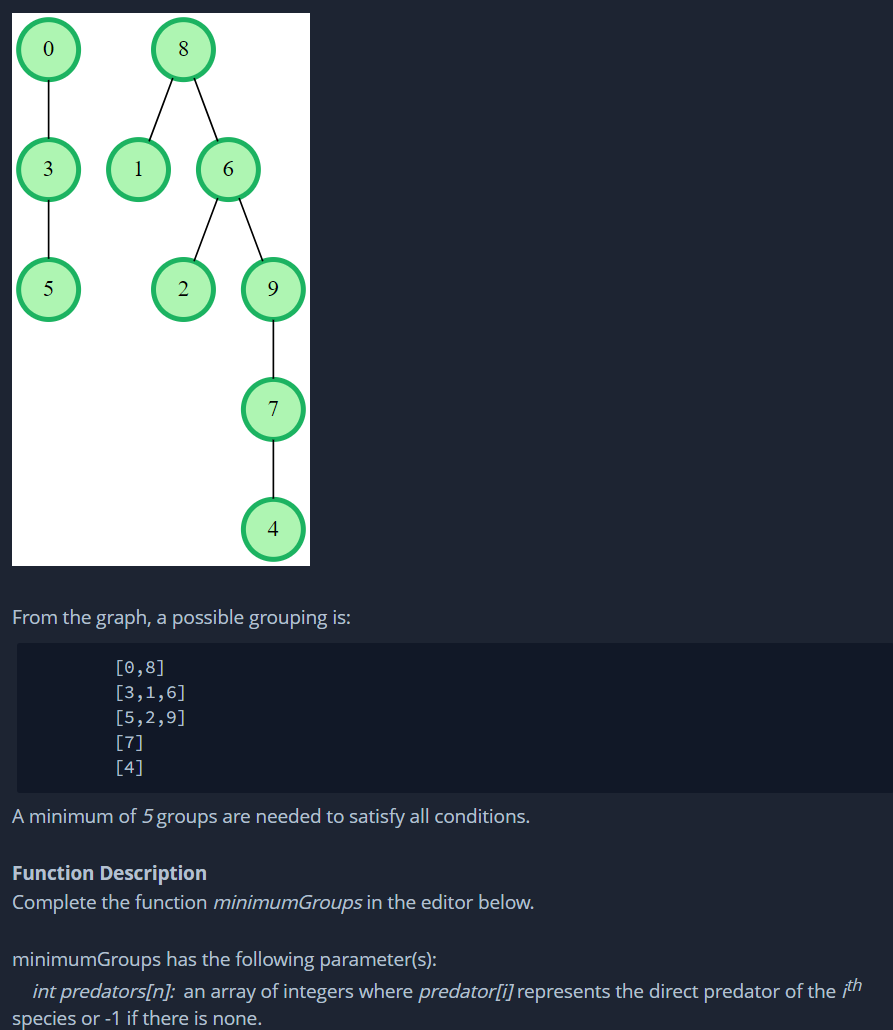 0 8
3 1 6
5 2 9
7
4
From the graph, a possible grouping is:
[0,8]
[3,1,6]
[5,2,9]
[7]
[4]
A minimum of 5 groups are needed to satisfy all conditions.
Function Description
Complete the function minimumGroups in the editor below.
minimumGroups has the following parameter(s):
int predators[n]: an array of integers where predator[i] represents the direct predator of the ith
species or -1 if there is none.